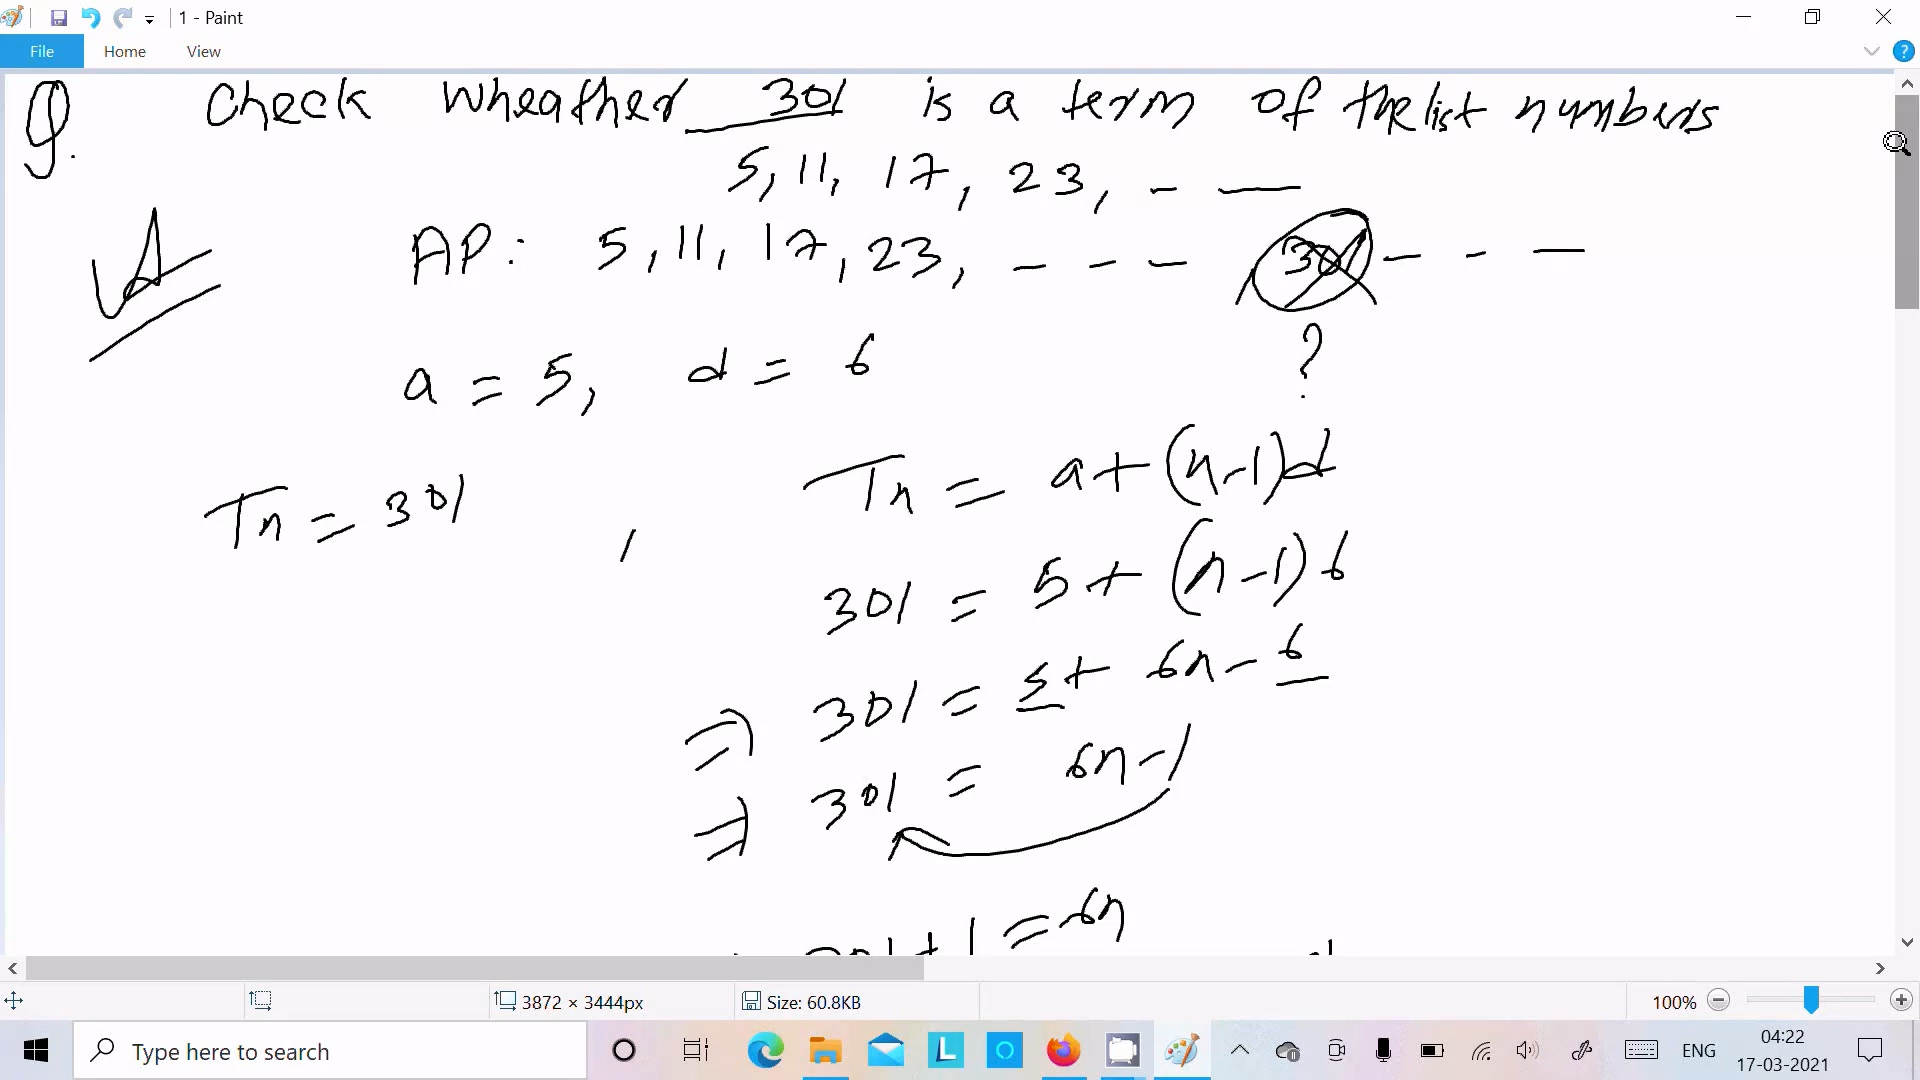 1 - Paint
File Home View
Q. Check wheather 301 is a term of the list numbers
5, 11, 17, 23, - —
AP: 5, 11, 17, 23, - - - 301 - - —
?
a = 5, d = 6
Tn = a+(n-1)d
Tn = 301 ,
301 = 5+(n-1)6
⇒ 301 = 5+ 6n-6
⇒ 301 = 6n-1
301+1=6n
3872 × 3444px Size: 60.8KB 100%
Type here to search
ENG
04:22
17-03-2021